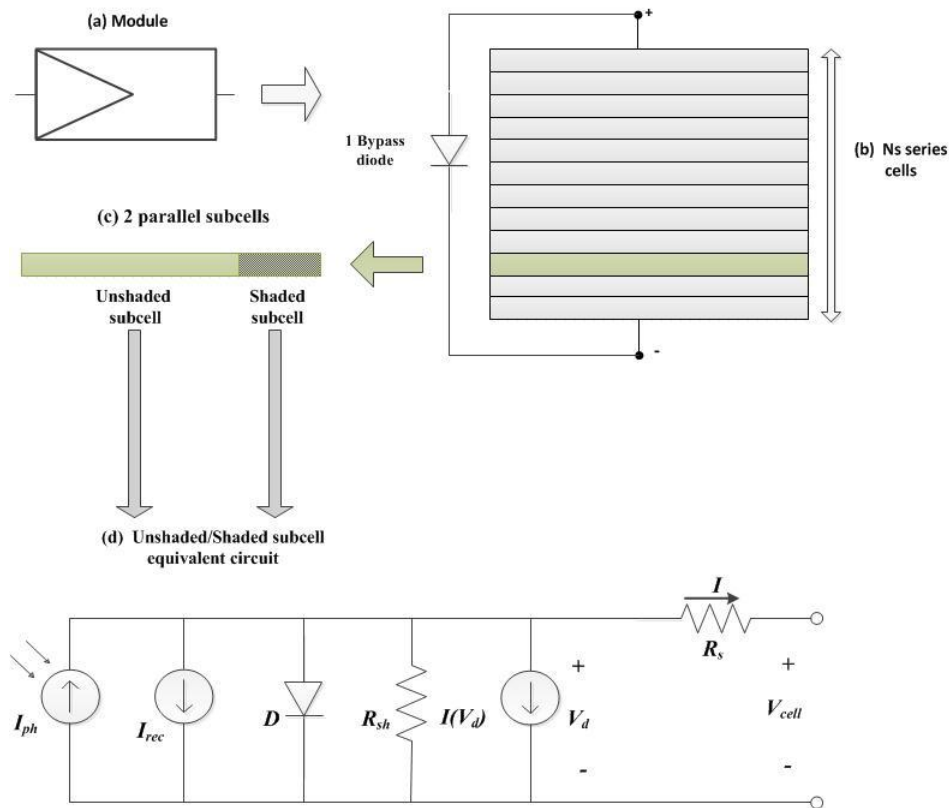 (a) Module
+
1 Bypass
diode
(b) Ns series
cells
(c) 2 parallel subcells
Unshaded
subcell
Shaded
subcell
-
(d) Unshaded/Shaded subcell
equivalent circuit
I
R_s
I_ph
I_rec
D
R_sh
I(V_d)
+
V_d
-
+
V_cell
-